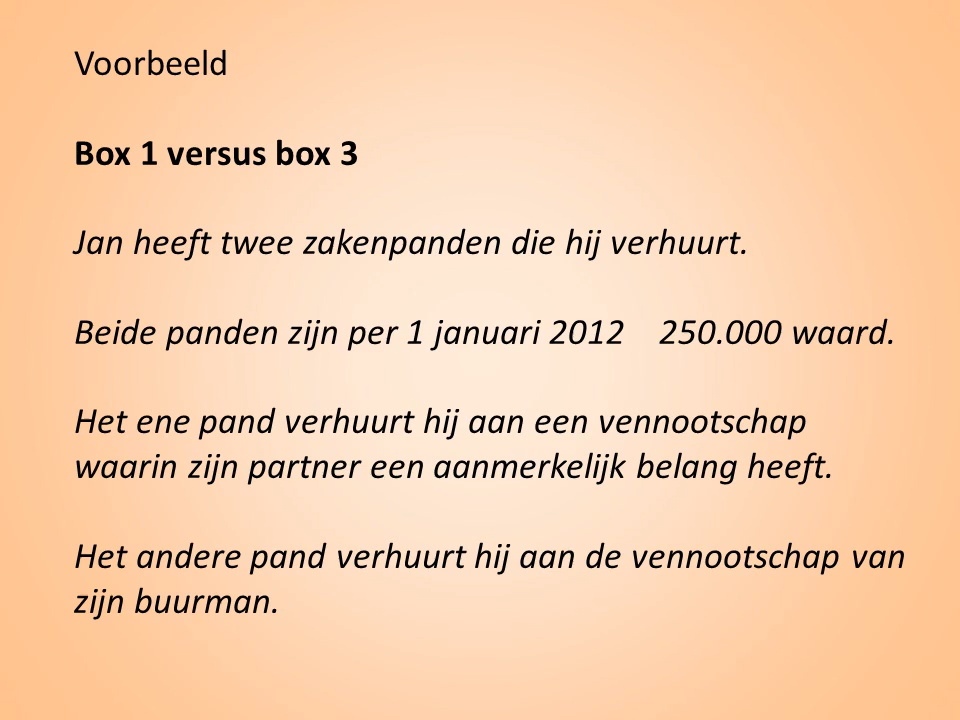 Voorbeeld
Box 1 versus box 3
Jan heeft twee zakenpanden die hij verhuurt.
Beide panden zijn per 1 januari 2012 250.000 waard.
Het ene pand verhuurt hij aan een vennootschap
waarin zijn partner een aanmerkelijk belang heeft.
Het andere pand verhuurt hij aan de vennootschap van
zijn buurman.